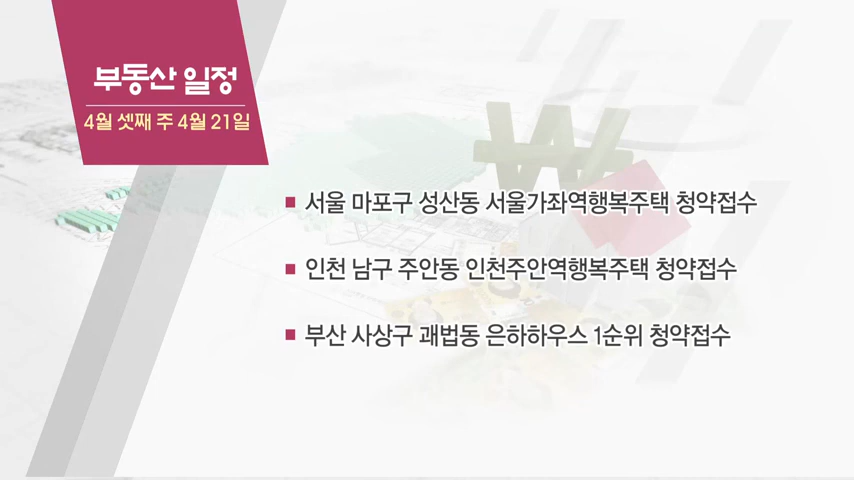 부동산 일정
4월 셋째 주 4월 21일
서울 마포구 성산동 서울가좌역행복주택 청약접수
인천 남구 주안동 인천주안역행복주택 청약접수
부산 사상구 괘법동 은하하우스 1순위 청약접수